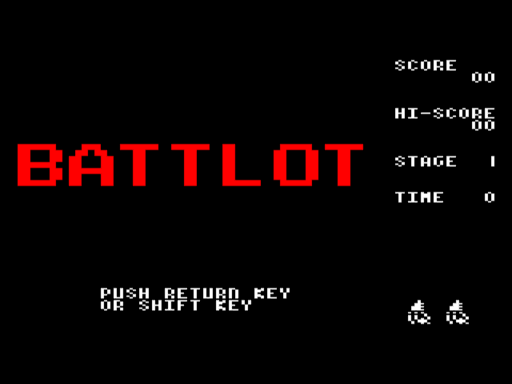 SCORE
00
HI-SCORE
00
BATTLOT
STAGE 1
TIME 0
PUSH RETURN KEY
OR SHIFT KEY